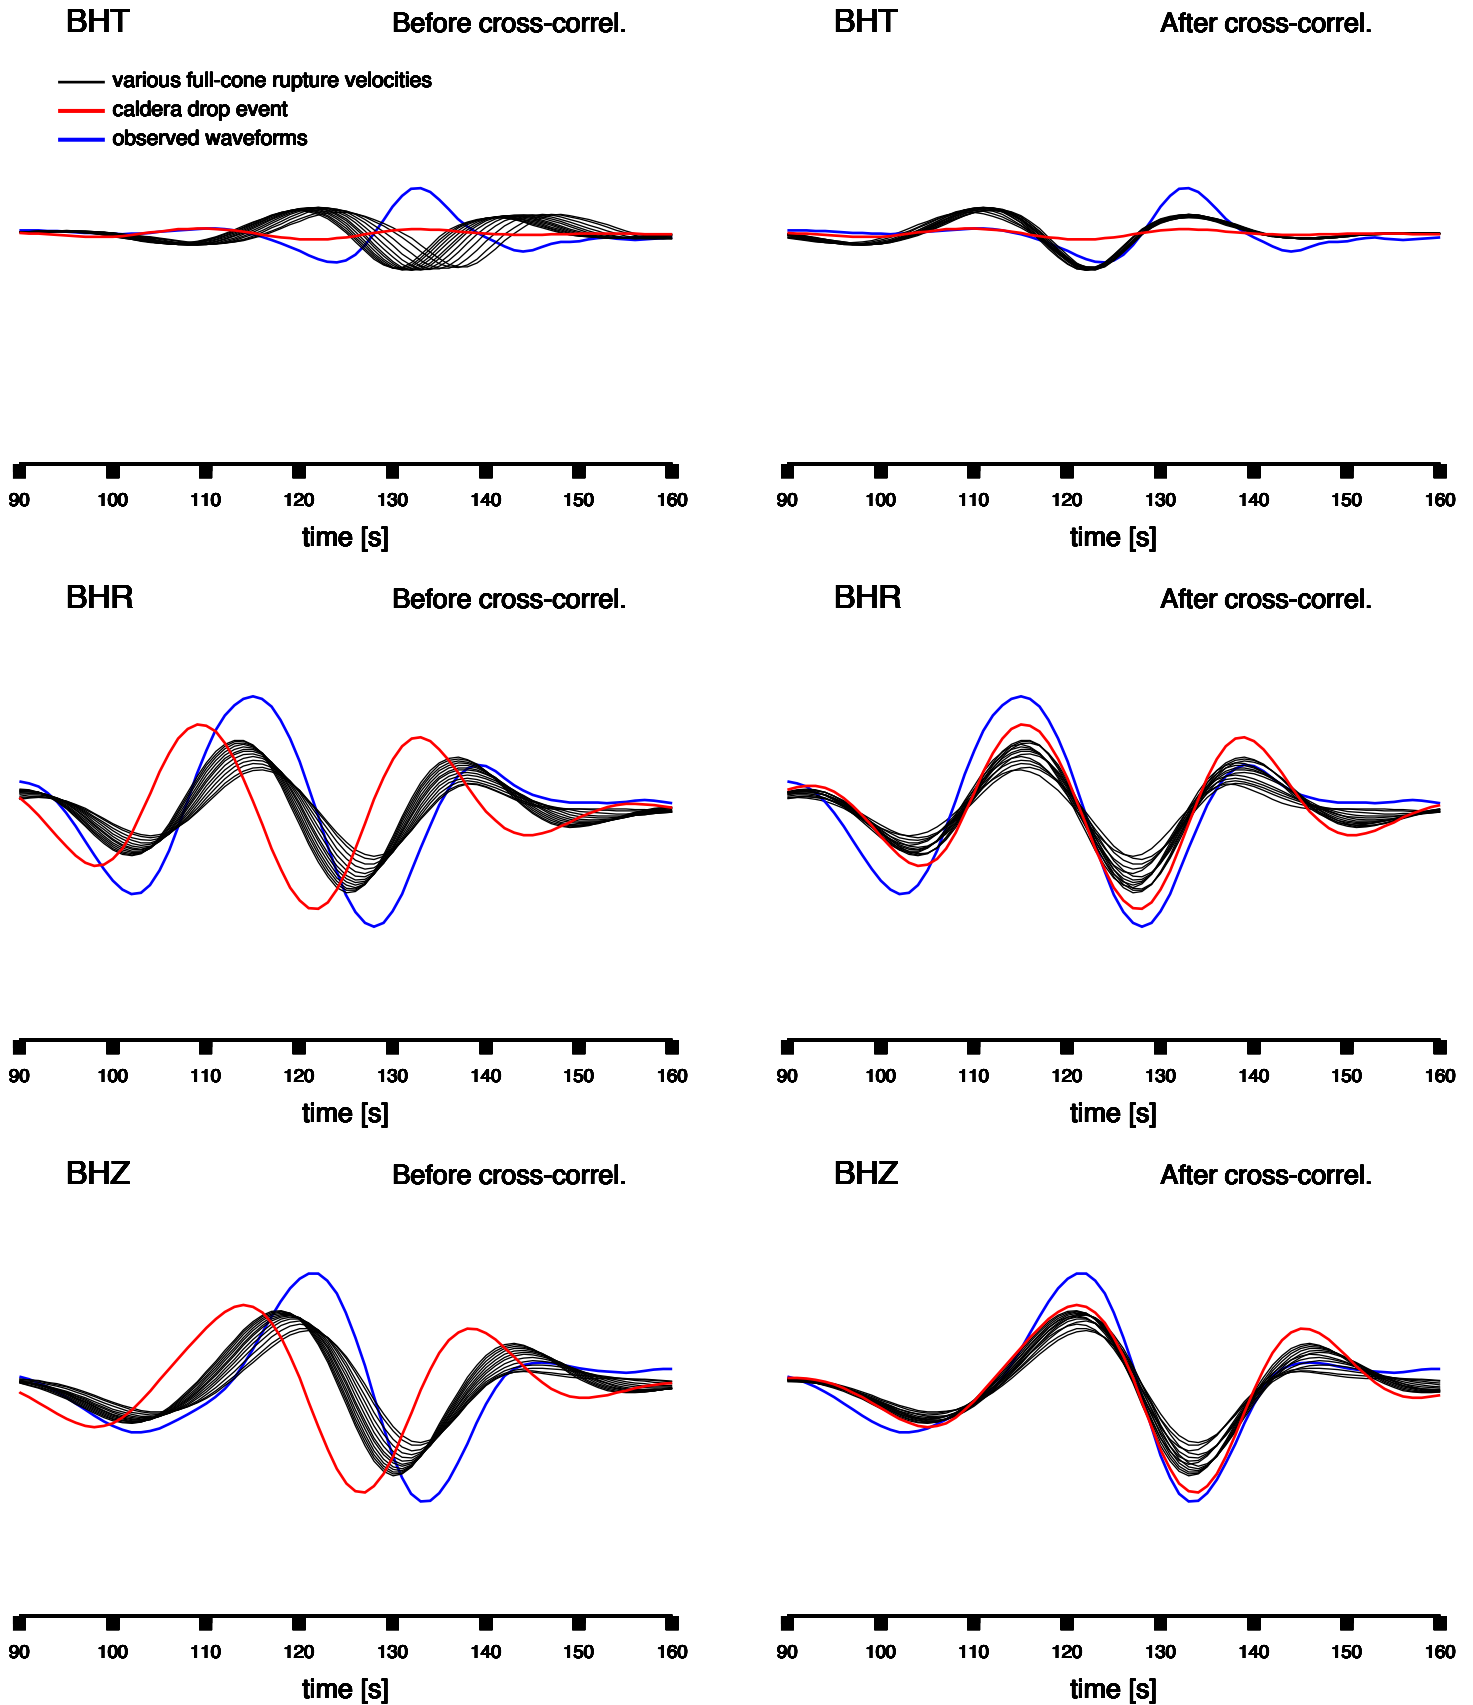 BHT Before cross-correl.
various full-cone rupture velocities
caldera drop event
observed waveforms
90 100 110 120 130 140 150 160
time [s]
BHT After cross-correl.
90 100 110 120 130 140 150 160
time [s]
BHR Before cross-correl.
90 100 110 120 130 140 150 160
time [s]
BHR After cross-correl.
90 100 110 120 130 140 150 160
time [s]
BHZ Before cross-correl.
90 100 110 120 130 140 150 160
time [s]
BHZ After cross-correl.
90 100 110 120 130 140 150 160
time [s]